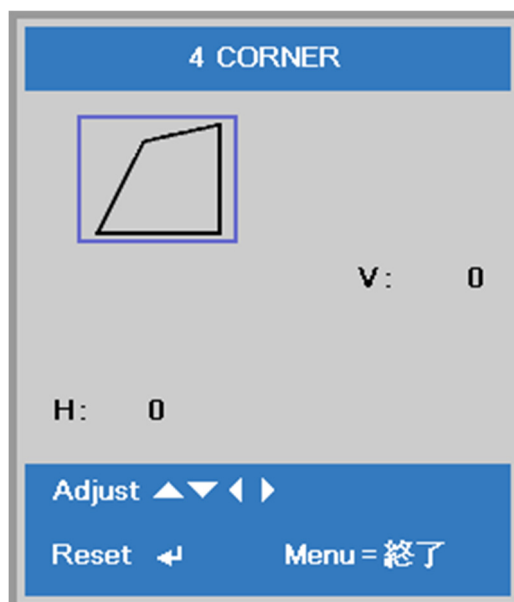 4 CORNER
V: 0
H: 0
Adjust ▲▼◀▶
Reset ↵ Menu = 終了